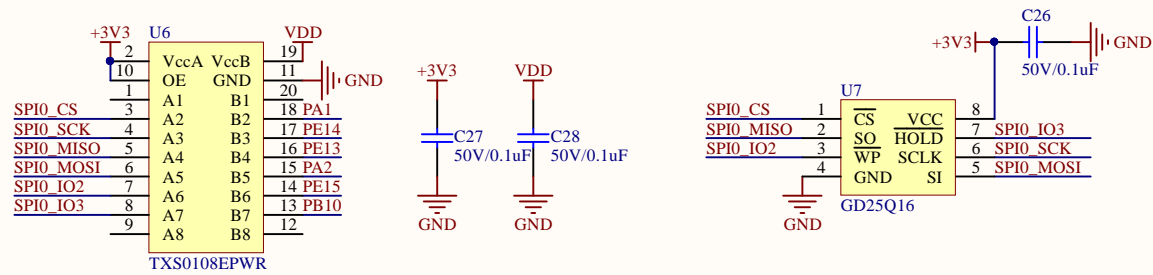 +3V3
U6
VDD
2
VccA
VccB
19
10
OE
GND
11
GND
1
A1
B1
20
SPI0_CS
3
A2
B2
18
PA1
SPI0_SCK
4
A3
B3
17
PE14
SPI0_MISO
5
A4
B4
16
PE13
SPI0_MOSI
6
A5
B5
15
PA2
SPI0_IO2
7
A6
B6
14
PE15
SPI0_IO3
8
A7
B7
13
PB10
9
A8
B8
12
TXS0108EPWR
+3V3
C27
50V/0.1uF
GND
VDD
C28
50V/0.1uF
GND
C26
+3V3
GND
50V/0.1uF
U7
SPI0_CS
1
CS
VCC
8
SPI0_MISO
2
SO
HOLD
7
SPI0_IO3
SPI0_IO2
3
WP
SCLK
6
SPI0_SCK
4
GND
SI
5
SPI0_MOSI
GND
GD25Q16